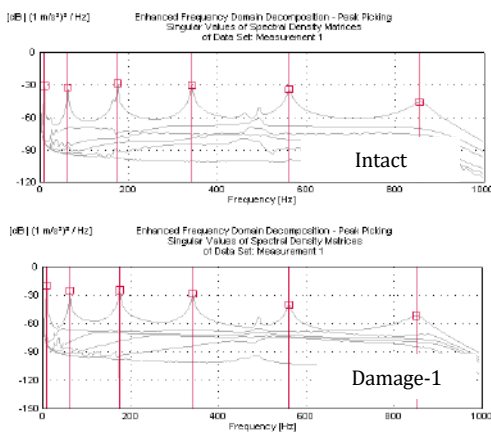 [dB | (1 m/s²)² / Hz]
Enhanced Frequency Domain Decomposition - Peak Picking
Singular Values of Spectral Density Matrices
of Data Set: Measurement 1
0
-30
-60
-90
-120
Intact
0 200 400 600 800 1000
Frequency [Hz]
[dB | (1 m/s²)² / Hz]
Enhanced Frequency Domain Decomposition - Peak Picking
Singular Values of Spectral Density Matrices
of Data Set: Measurement 1
0
-30
-60
-90
-120
-150
Damage-1
0 200 400 600 800 1000
Frequency [Hz]